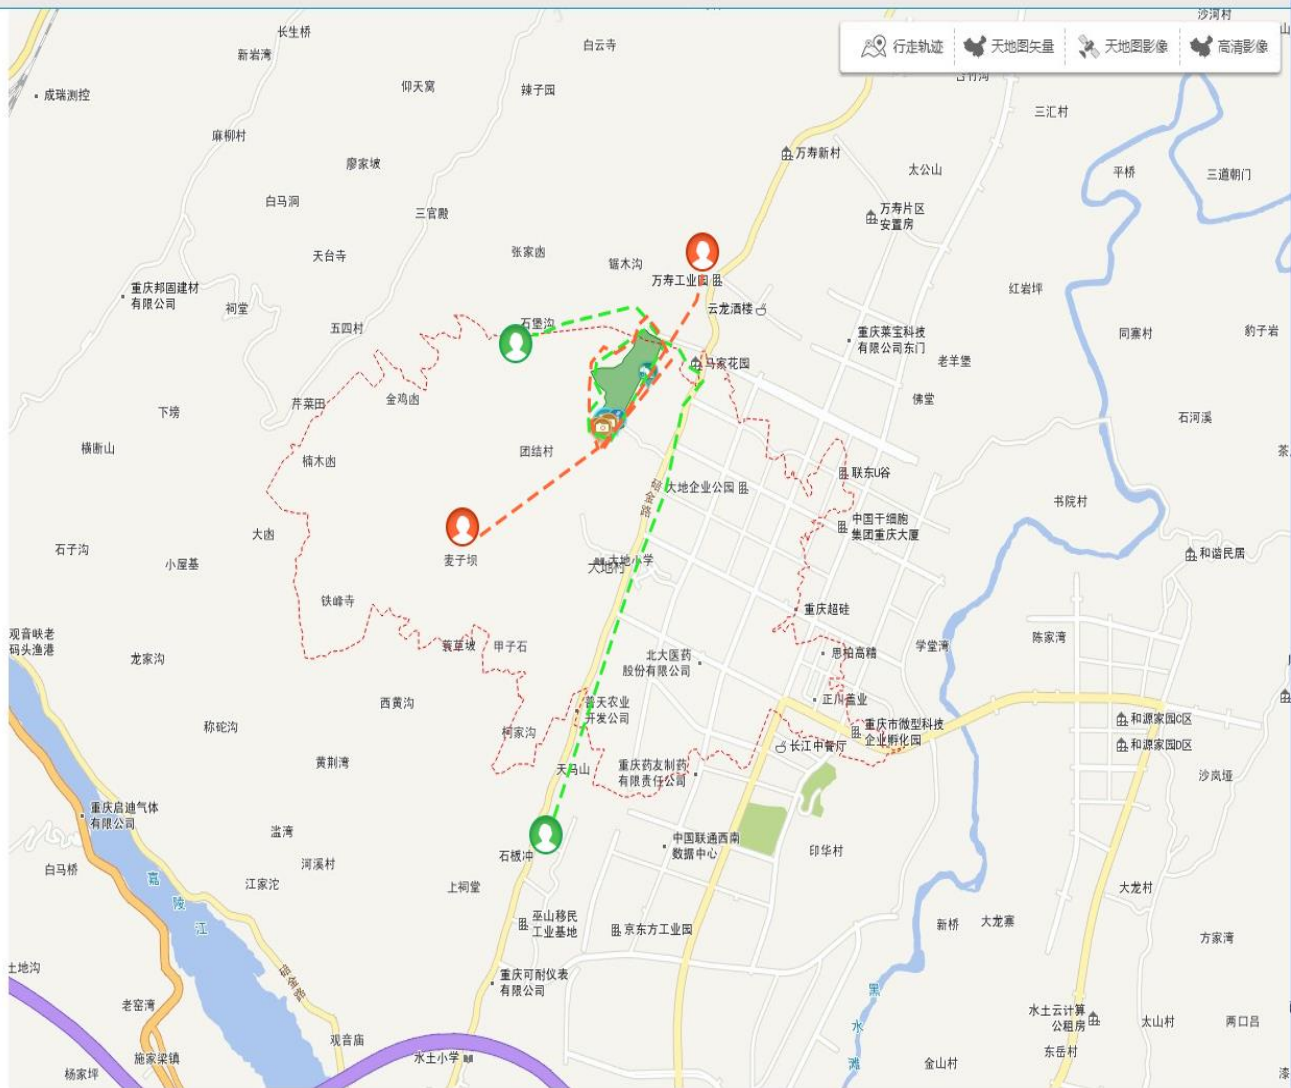 沙河村
长生桥
新岩湾
白云寺
行走轨迹
天地图矢量
天地图影像
高清影像
成瑞测控
仰天窝
辣子园
三汇村
麻柳村
廖家坡
万寿新村
太公山
平桥
三道朝门
白马洞
三官殿
万寿片区
安置房
天台寺
张家卤
锯木沟
万寿工业园
重庆邦固建材
有限公司
祠堂
云龙酒楼
红岩坪
五四村
石堡沟
重庆莱宝科技
有限公司东门
同寨村
豹子岩
马家花园
老羊堡
芹菜田
金鸡卤
佛堂
下塝
石河溪
横断山
楠木卤
团结村
联东U谷
大地企业公园
碚金路
书院村
中国干细胞
集团重庆大厦
大卤
石子沟
小屋基
麦子坝
大地小学
大地村
和谐民居
铁峰寺
重庆超硅
观音峡老
码头渔港
龙家沟
甲子石
陈家湾
学堂湾
思柏高精
北大医药
股份有限公司
西黄沟
正川盖业
普天农业
开发公司
称砣沟
柯家沟
重庆市微型科技
企业孵化园
和源家园C区
和源家园D区
长江中餐厅
黄荆湾
天马山
重庆药友制药
有限责任公司
沙岚垭
重庆启迪气体
有限公司
滥湾
中国联通西南
数据中心
石板冲
印华村
河溪村
白马桥
江家沱
上祠堂
大龙村
嘉陵江
巫山移民
工业基地
京东方工业园
新桥
大龙寨
方家湾
土地沟
碚金路
重庆可耐仪表
有限公司
老窑湾
黑水滩
水土云计算
公租房
太山村
两口吕
观音庙
施家梁镇
水土小学
金山村
东岳村
杨家坪